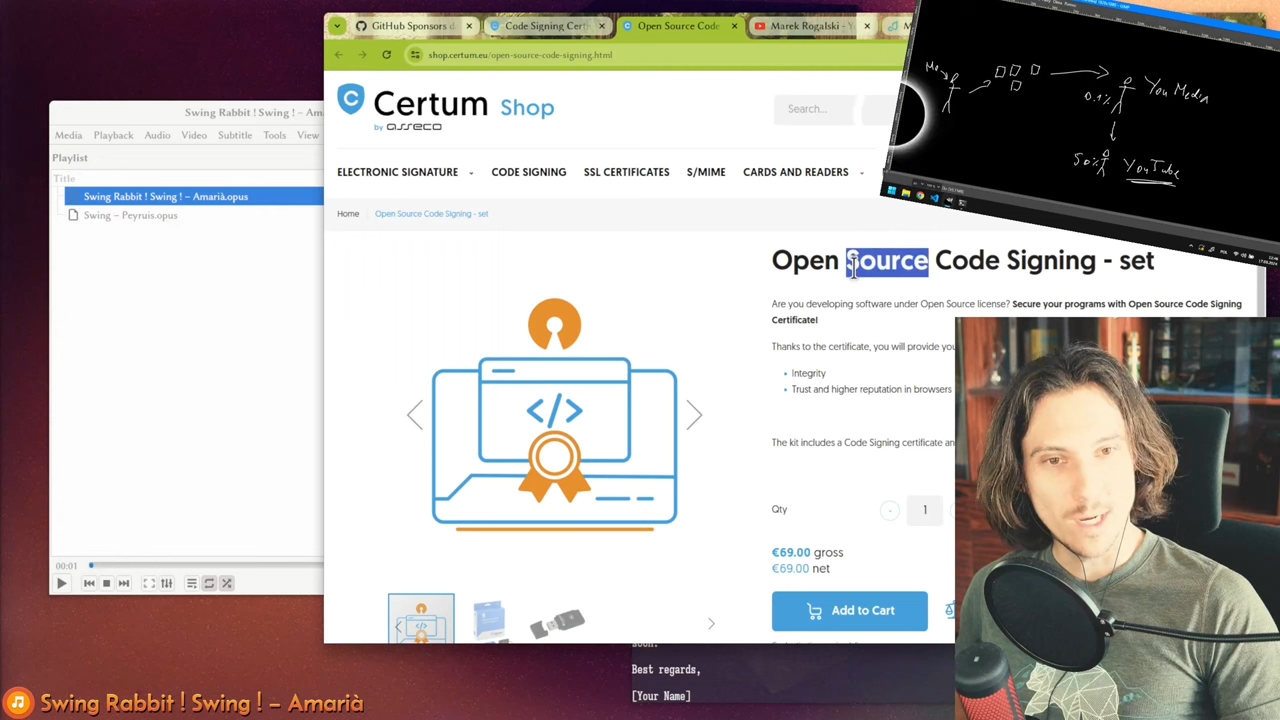 GitHub Sponsors d
Code Signing Certi
Open Source Code
Marek Rogalski - Y
shop.certum.eu/open-source-code-signing.html
Swing Rabbit ! Swing ! – Am
Media Playback Audio Video Subtitle Tools View
Playlist
Title
Swing Rabbit ! Swing ! – Amarià.opus
Swing – Peyruis.opus
00:01
Certum Shop
by asseco
Search...
ELECTRONIC SIGNATURE
CODE SIGNING
SSL CERTIFICATES
S/MIME
CARDS AND READERS
Home
Open Source Code Signing - set
Open Source Code Signing - set
Are you developing software under Open Source license? Secure your programs with Open Source Code Signing
Certificate!
Thanks to the certificate, you will provide you
Integrity
Trust and higher reputation in browsers
The kit includes a Code Signing certificate an
</>
Qty
- 1
€69.00 gross
€69.00 net
Add to Cart
Me
0.1%
You Media
50%
YouTube
Best regards,
[Your Name]
Swing Rabbit ! Swing ! – Amarià